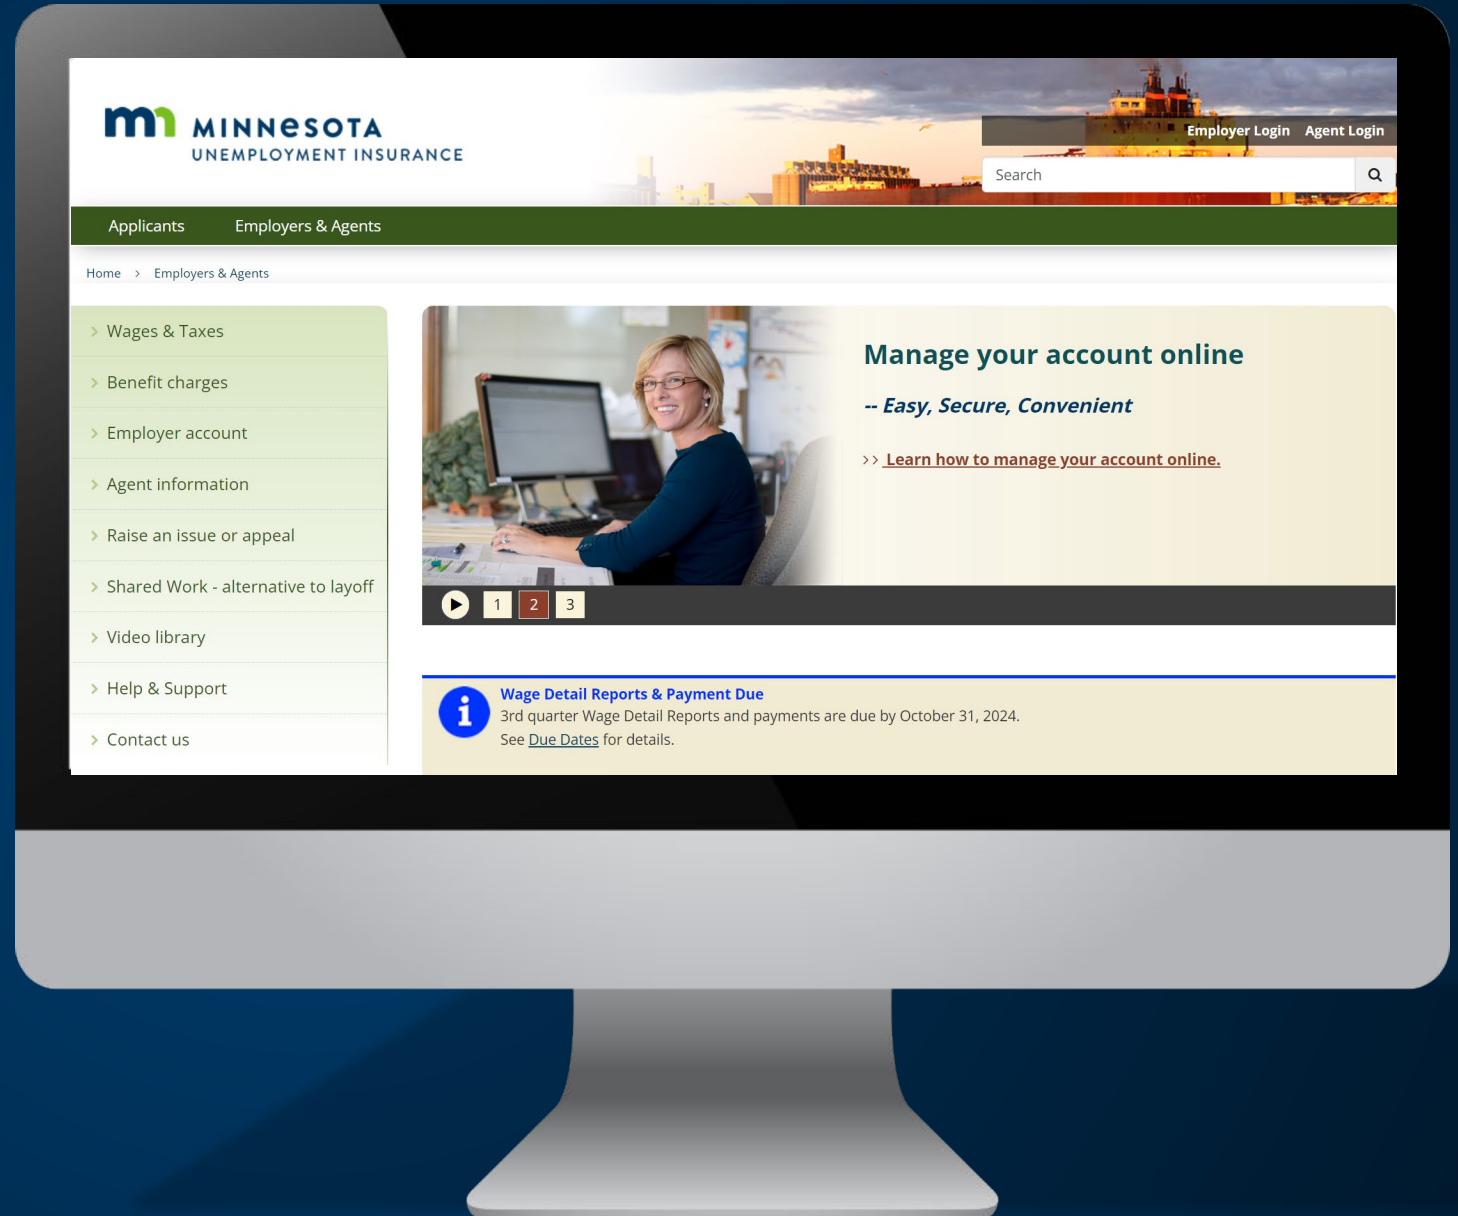 mn MINNESOTA
UNEMPLOYMENT INSURANCE
Employer Login Agent Login
Search
Applicants Employers & Agents
Home > Employers & Agents
Wages & Taxes
Benefit charges
Employer account
Agent information
Raise an issue or appeal
Shared Work - alternative to layoff
Video library
Help & Support
Contact us
Manage your account online
-- Easy, Secure, Convenient
>> Learn how to manage your account online.
1 2 3
i
Wage Detail Reports & Payment Due
3rd quarter Wage Detail Reports and payments are due by October 31, 2024.
See Due Dates for details.